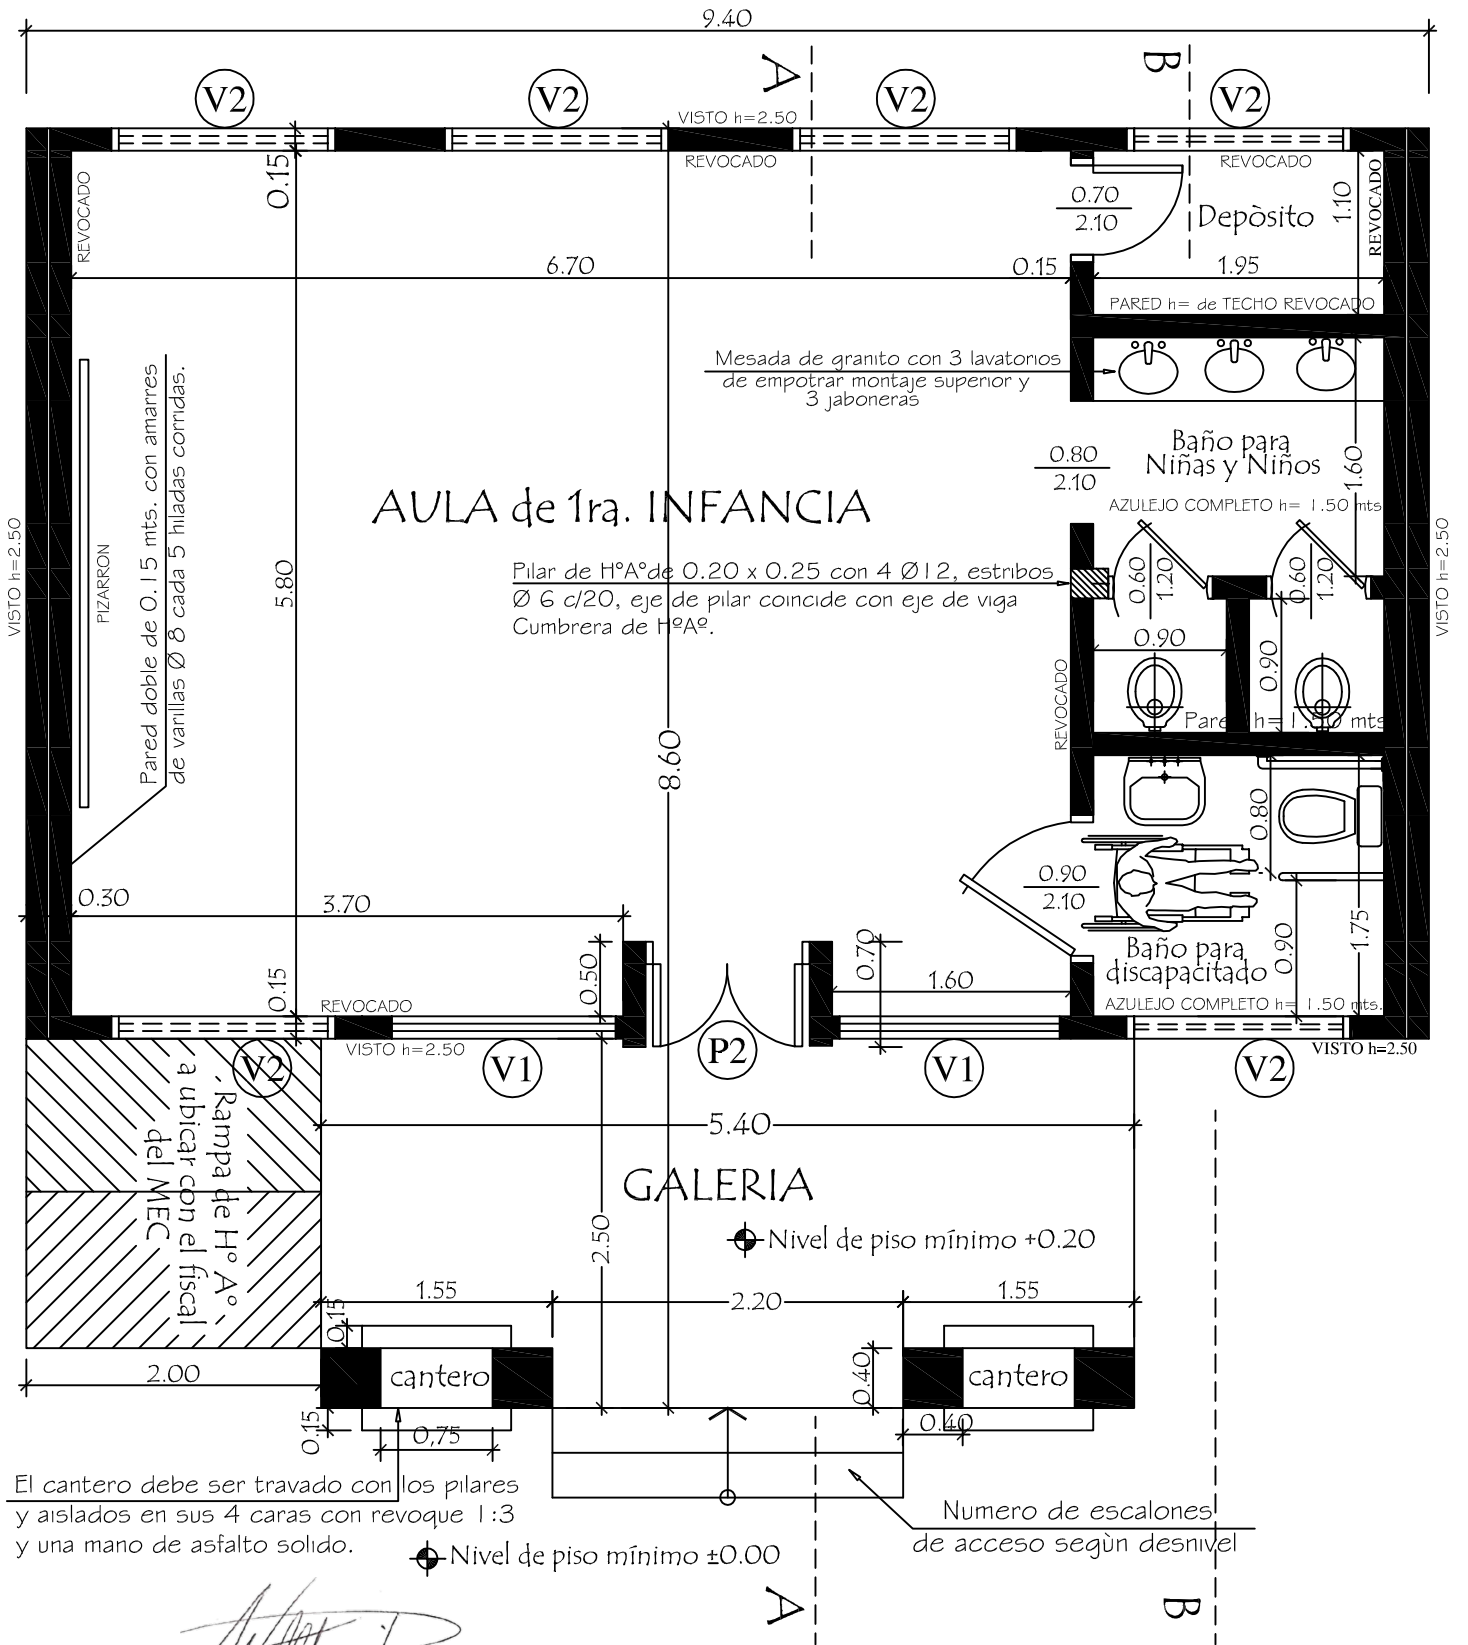 9.40
A
B
V2
V2
V2
V2
VISTO h=2.50
REVOCADO
REVOCADO
REVOCADO
REVOCADO
0.15
0.70
2.10
Depòsito
1.10
6.70
0.15
1.95
PARED h= de TECHO REVOCADO
Mesada de granito con 3 lavatorios
de empotrar montaje superior y
3 jaboneras
Pared doble de 0.15 mts. con amarres
de varillas Ø 8 cada 5 hiladas corridas.
PIZARRON
Baño para
Niñas y Niños
0.80
2.10
1.60
AZULEJO COMPLETO h= 1.50 mts
AULA de 1ra. INFANCIA
VISTO h=2.50
VISTO h=2.50
5.80
Pilar de H°A°de 0.20 x 0.25 con 4 Ø12, estribos
Ø 6 c/20, eje de pilar coincide con eje de viga
Cumbrera de HºAº.
0.60
1.20
0.60
1.20
0.90
0.90
REVOCADO
Pared h=1.50 mts
8.60
0.80
0.90
2.10
0.30
3.70
0.50
0.70
1.60
Baño para
discapacitado
0.90
1.75
AZULEJO COMPLETO h= 1.50 mts.
0.15
REVOCADO
VISTO h=2.50
VISTO h=2.50
V2
V1
P2
V1
V2
Rampa de Hº Aº
a ubicar con el fiscal
del MEC
5.40
GALERIA
2.50
Nivel de piso mínimo +0.20
1.55
2.20
1.55
0.15
2.00
cantero
0.40
cantero
0.15
0,75
0.40
El cantero debe ser travado con los pilares
y aislados en sus 4 caras con revoque 1:3
y una mano de asfalto solido.
Numero de escalones
de acceso segùn desnivel
Nivel de piso mínimo ±0.00
A
B